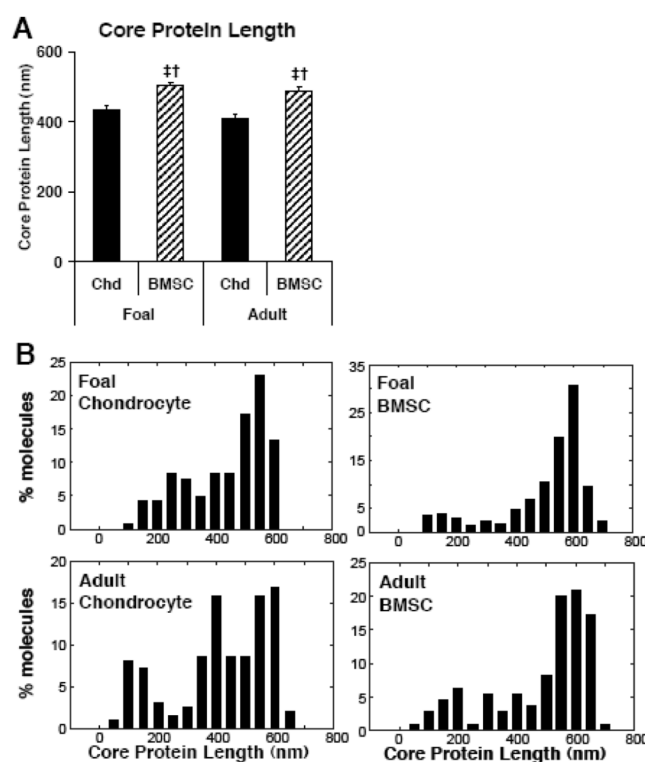 A
Core Protein Length
Core Protein Length (nm)
600
400
200
0
‡†
‡†
Chd BMSC Chd BMSC
Foal Adult
B
% molecules
25
20
15
10
5
0
Foal
Chondrocyte
0 200 400 600 800
35
25
15
5
0
Foal
BMSC
0 200 400 600 800
% molecules
20
15
10
5
0
Adult
Chondrocyte
0 200 400 600 800
Core Protein Length (nm)
25
20
15
10
5
0
Adult
BMSC
0 200 400 600 800
Core Protein Length (nm)